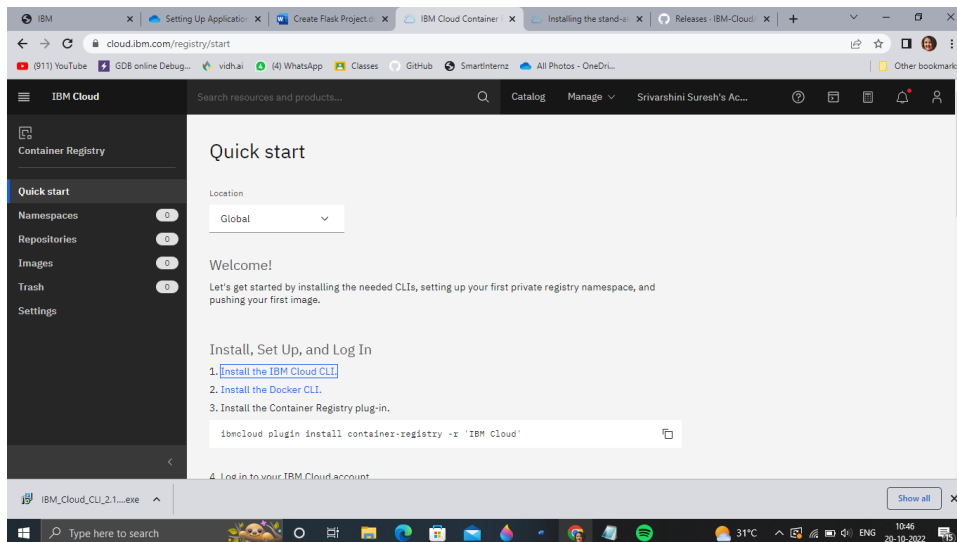 IBM
Setting Up Application
Create Flask Project.d
IBM Cloud Container
Installing the stand-a
Releases · IBM-Cloud/
cloud.ibm.com/registry/start
(911) YouTube
GDB online Debug...
vidh.ai
(4) WhatsApp
Classes
GitHub
SmartInternz
All Photos - OneDri...
Other bookmark
IBM Cloud
Search resources and products...
Catalog
Manage
Srivarshini Suresh's Ac...
Container Registry
Quick start
Namespaces 0
Repositories 0
Images 0
Trash 0
Settings
Quick start
Location
Global
Welcome!
Let's get started by installing the needed CLIs, setting up your first private registry namespace, and
pushing your first image.
Install, Set Up, and Log In
1. Install the IBM Cloud CLI.
2. Install the Docker CLI.
3. Install the Container Registry plug-in.
ibmcloud plugin install container-registry -r 'IBM Cloud'
4. Log in to your IBM Cloud account.
IBM_Cloud_CLI_2.1....exe
Show all
Type here to search
31°C
ENG
10:46
20-10-2022
15